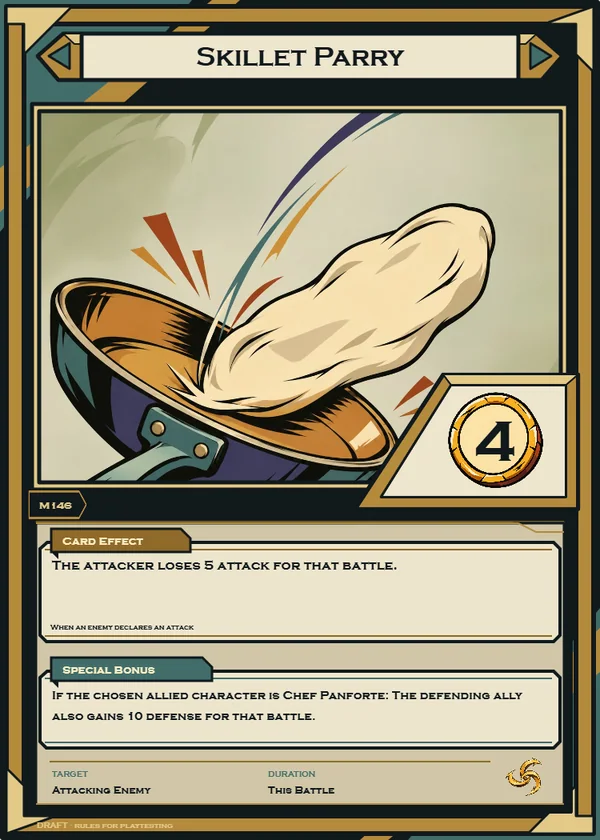 Skillet Parry
4
M146
Card Effect
The attacker loses 5 attack for that battle.
When an enemy declares an attack
Special Bonus
If the chosen allied character is Chef Panforte: The defending ally
also gains 10 defense for that battle.
Target
Duration
Attacking Enemy
This Battle
DRAFT · Rules for playtesting